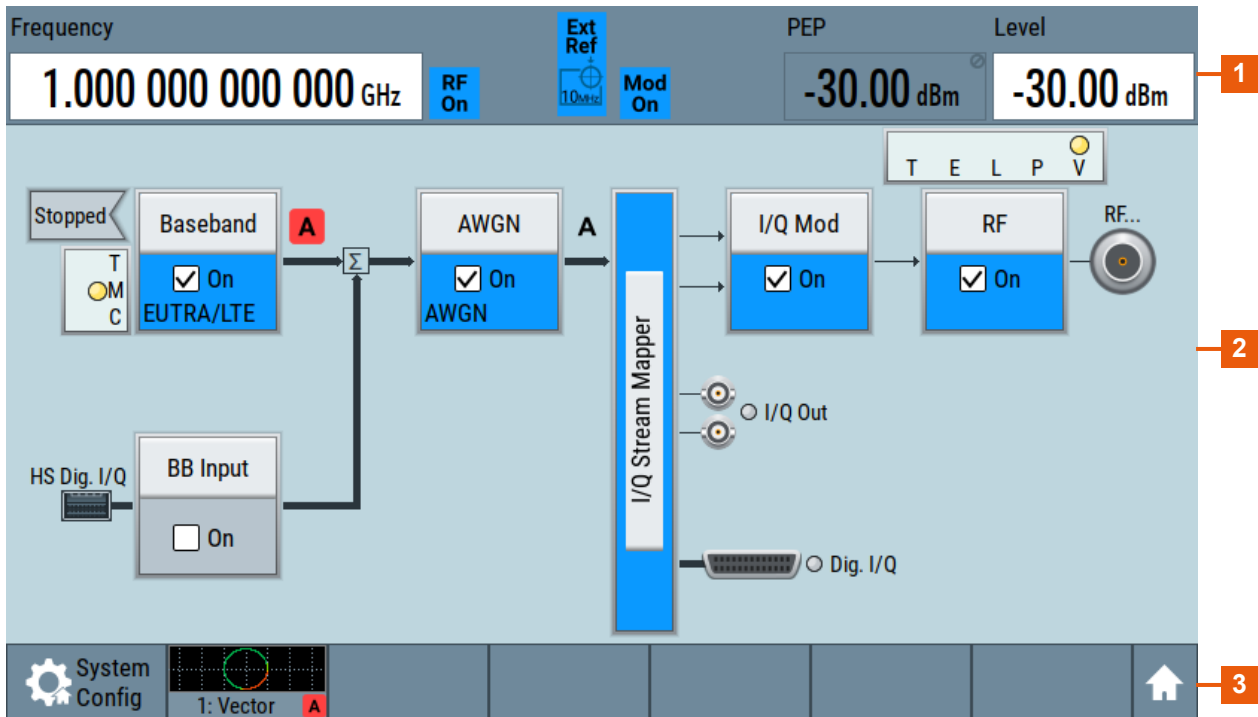 Frequency
Ext
Ref
PEP
Level
1.000 000 000 000 GHz
RF
On
10MHz
Mod
On
-30.00 dBm
-30.00 dBm
1
T E L P V
Stopped
Baseband
A
AWGN
A
I/Q Mod
RF
RF...
T
M
C
On
EUTRA/LTE
Σ
On
AWGN
On
On
I/Q Stream Mapper
2
I/Q Out
HS Dig. I/Q
BB Input
On
Dig. I/Q
System
Config
1: Vector
A
3